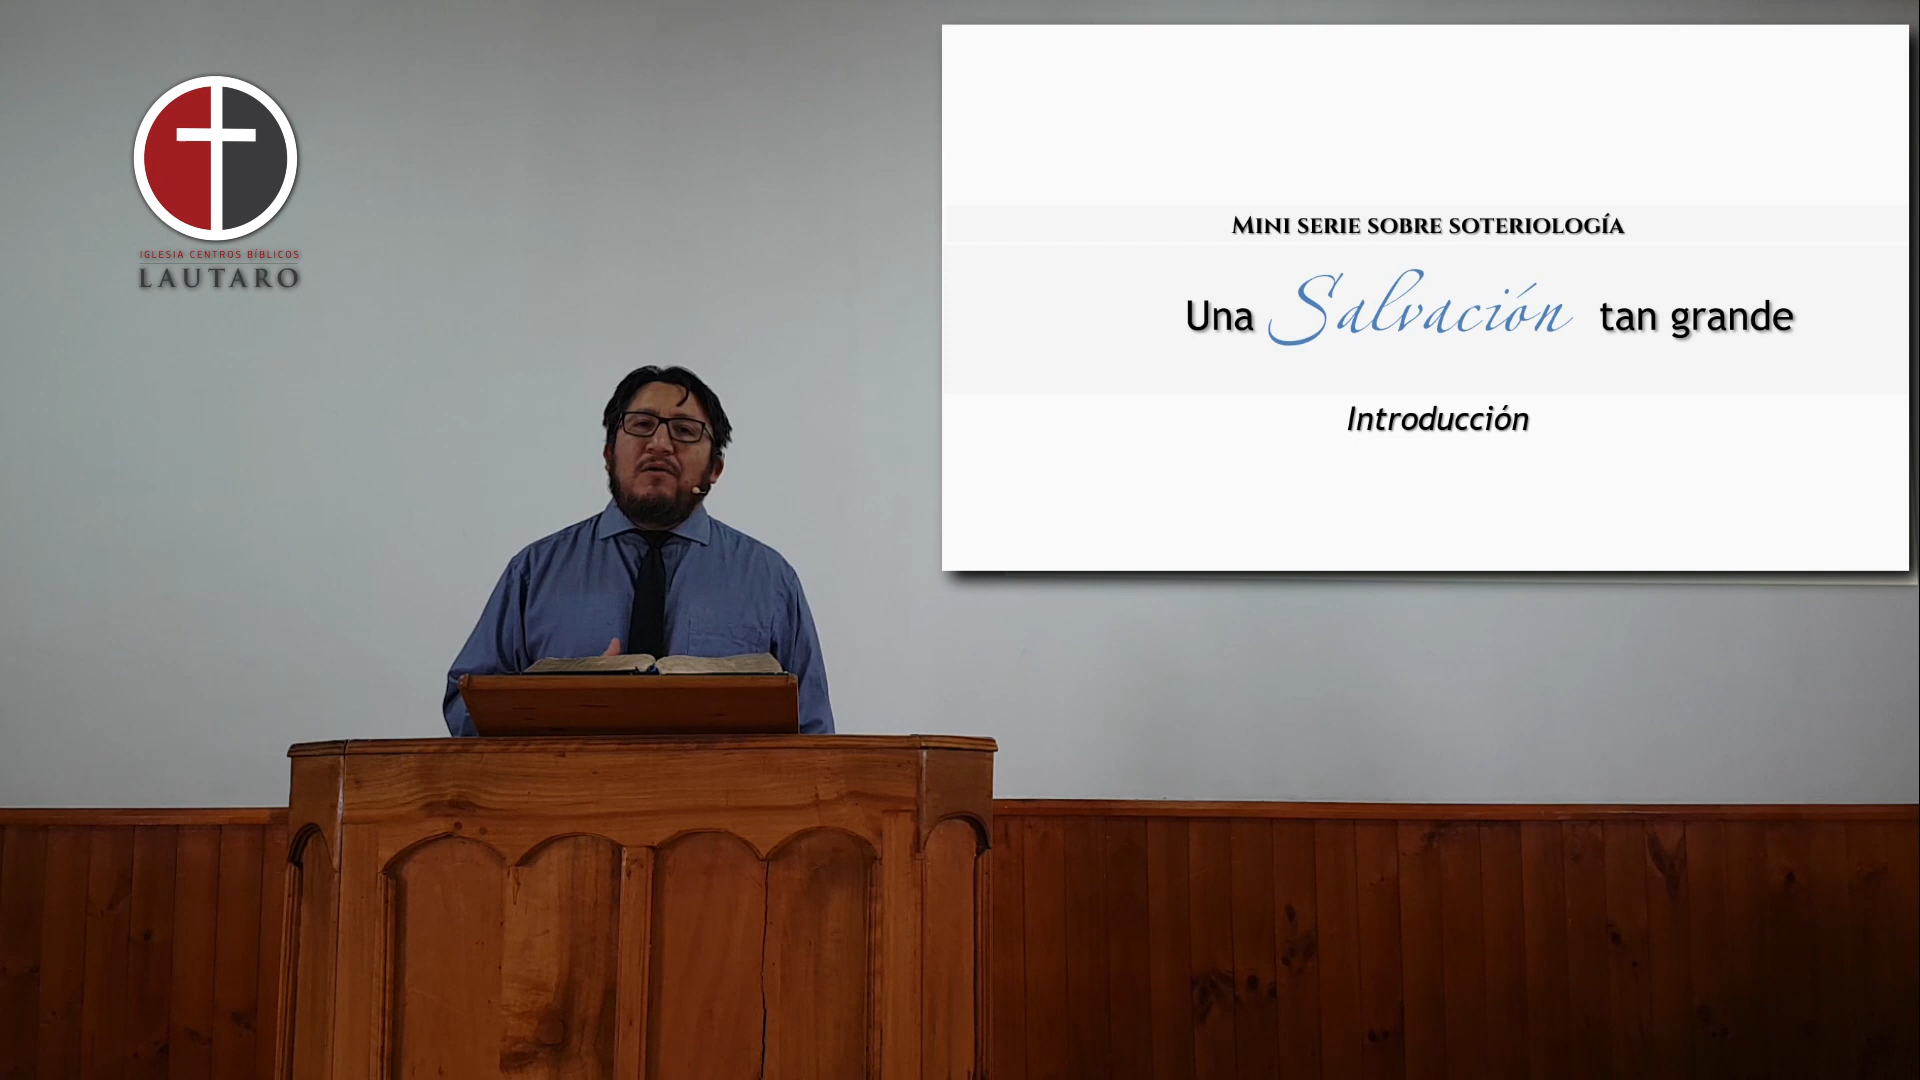 IGLESIA CENTROS BÍBLICOS
LAUTARO
MINI SERIE SOBRE SOTERIOLOGÍA
Una Salvación tan grande
Introducción